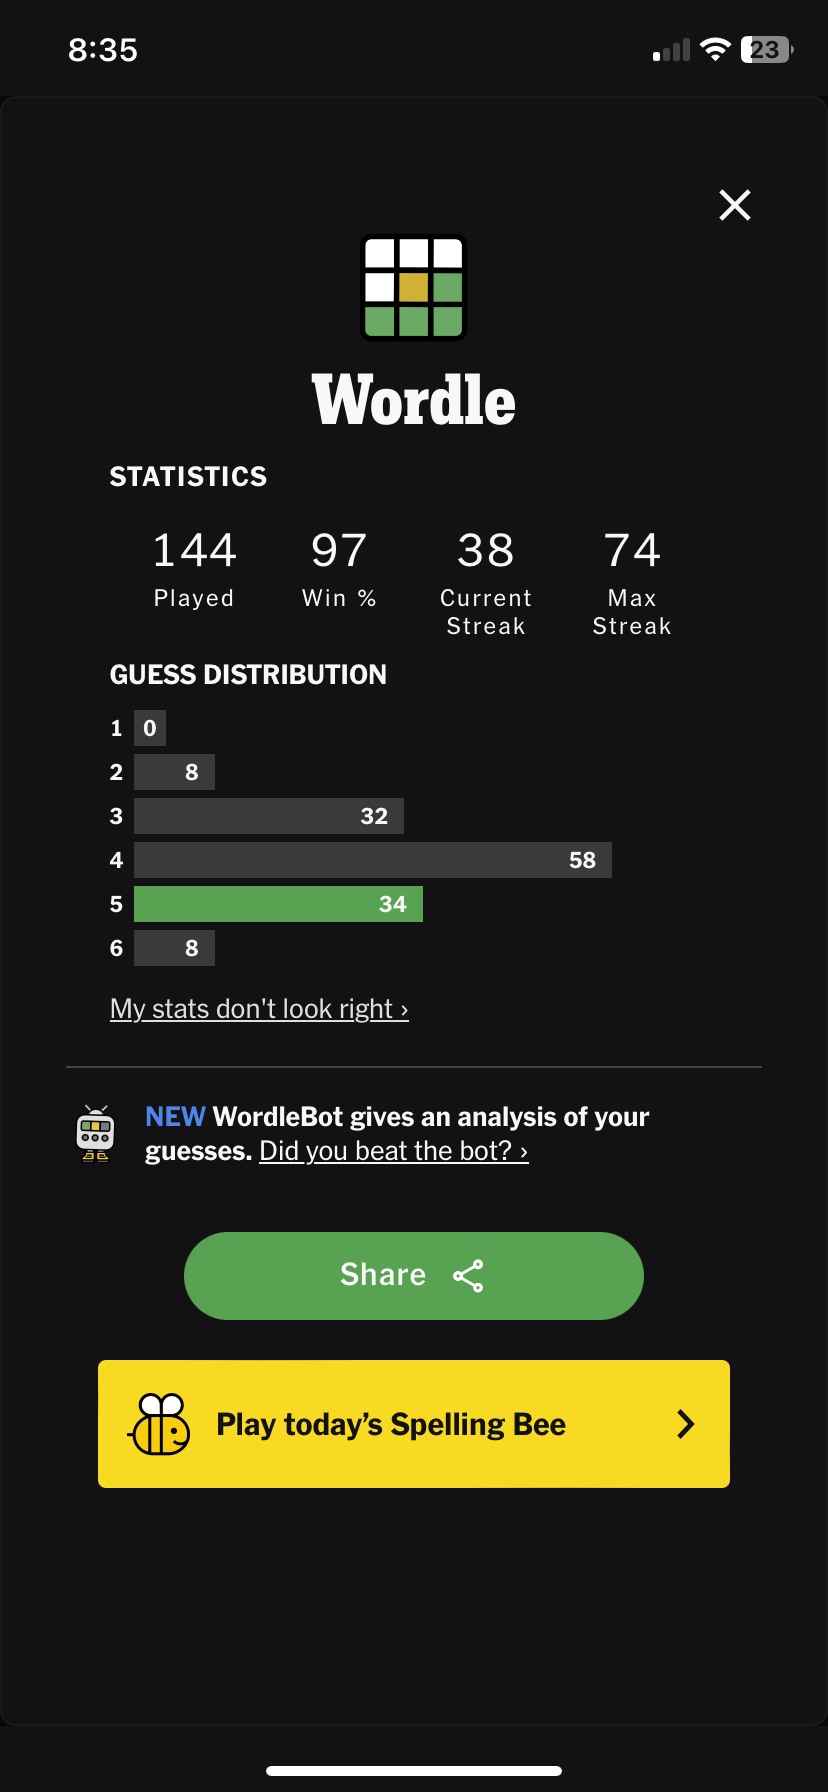 8:35 23
Wordle
STATISTICS
144 97 38 74
Played Win % Current Max
Streak Streak
GUESS DISTRIBUTION
1 0
2 8
3 32
4 58
5 34
6 8
My stats don't look right ›
NEW WordleBot gives an analysis of your
guesses. Did you beat the bot? ›
Share
Play today’s Spelling Bee